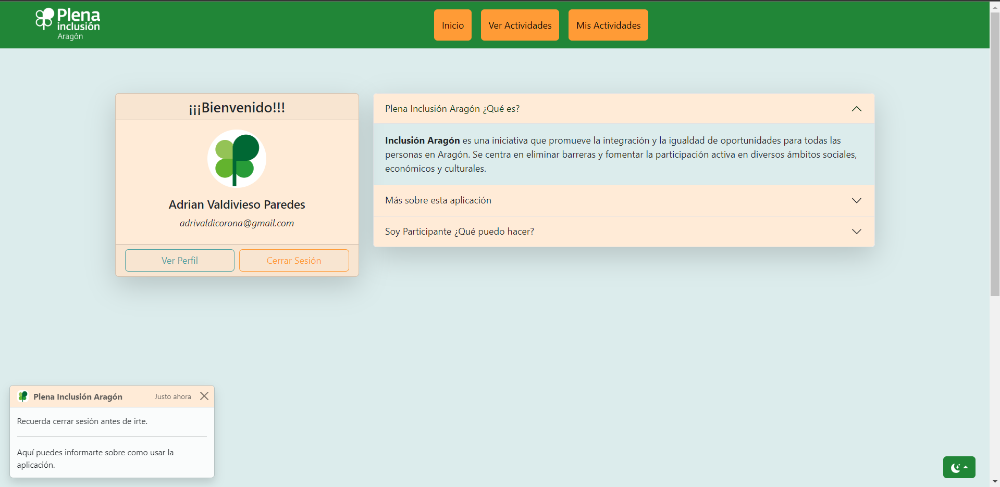 Plena
inclusión
Aragón
Inicio
Ver Actividades
Mis Actividades
¡¡¡Bienvenido!!!
Adrian Valdivieso Paredes
adrivaldicorona@gmail.com
Ver Perfil
Cerrar Sesión
Plena Inclusión Aragón ¿Qué es?
Inclusión Aragón es una iniciativa que promueve la integración y la igualdad de oportunidades para todas las
personas en Aragón. Se centra en eliminar barreras y fomentar la participación activa en diversos ámbitos sociales,
económicos y culturales.
Más sobre esta aplicación
Soy Participante ¿Qué puedo hacer?
Plena Inclusión Aragón
Justo ahora
Recuerda cerrar sesión antes de irte.
Aquí puedes informarte sobre como usar la
aplicación.